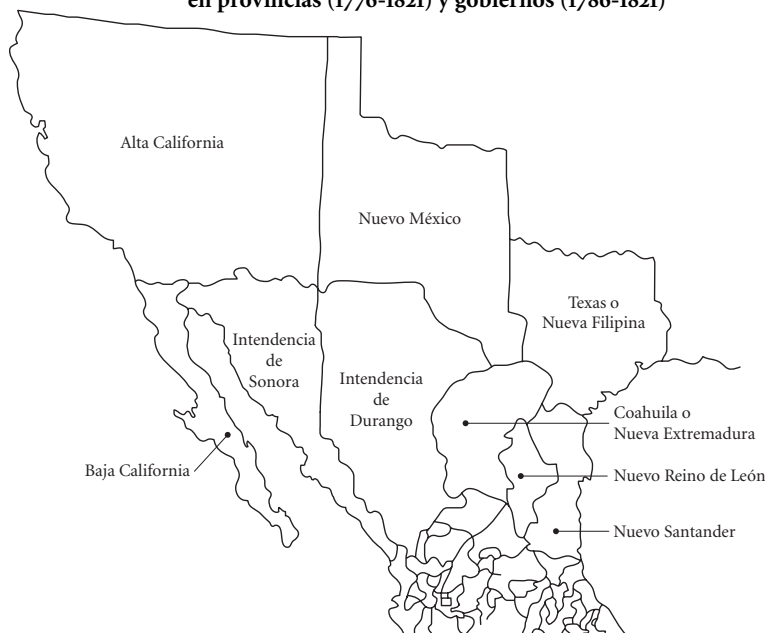 en provincias (1776-1821) y gobiernos (1786-1821)
Alta California
Nuevo México
Texas o
Nueva Filipina
Intendencia
de
Sonora
Intendencia
de
Durango
Coahuila o
Nueva Extremadura
Baja California
Nuevo Reino de León
Nuevo Santander